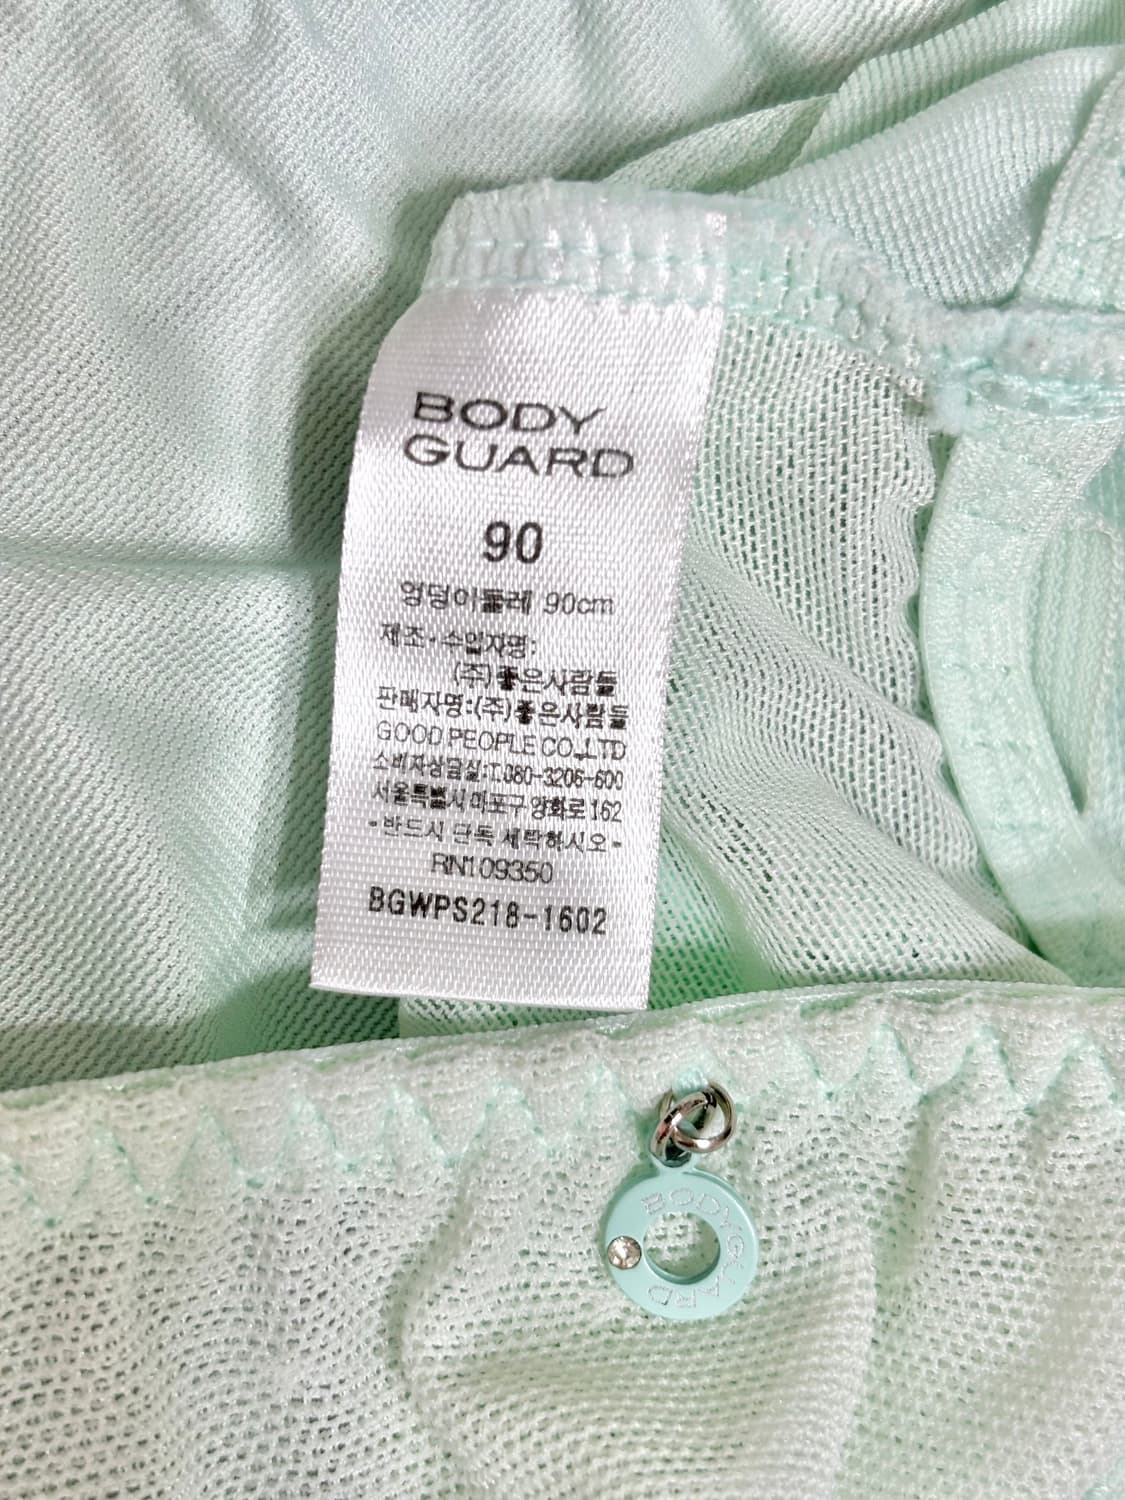 BODY
GUARD
90
엉덩이둘레 90cm
제조·수입자명:
(주)좋은사람들
판매자명:(주)좋은사람들
GOOD PEOPLE CO.,LTD
소비자상담실:T.080-3206-600
서울특별시 마포구 양화로 162
-반드시 단독 세탁하시오-
RN109350
BGWPS218-1602
BODYGUARD